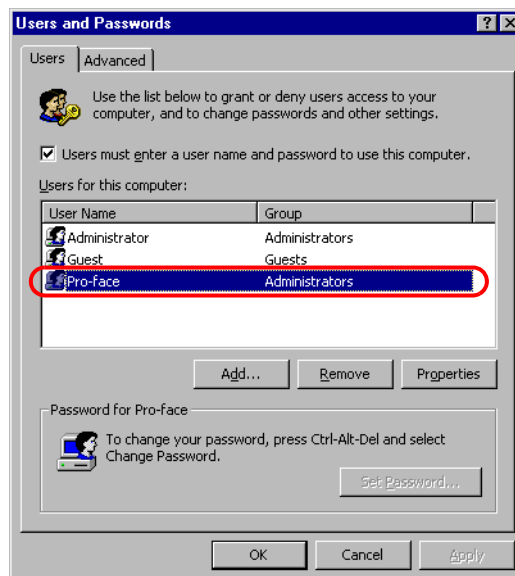 Users and Passwords
Users Advanced
Use the list below to grant or deny users access to your
computer, and to change passwords and other settings.
Users must enter a user name and password to use this computer.
Users for this computer:
User Name Group
Administrator Administrators
Guest Guests
Pro-face Administrators
Add... Remove Properties
Password for Pro-face
To change your password, press Ctrl-Alt-Del and select
Change Password.
Set Password...
OK Cancel Apply